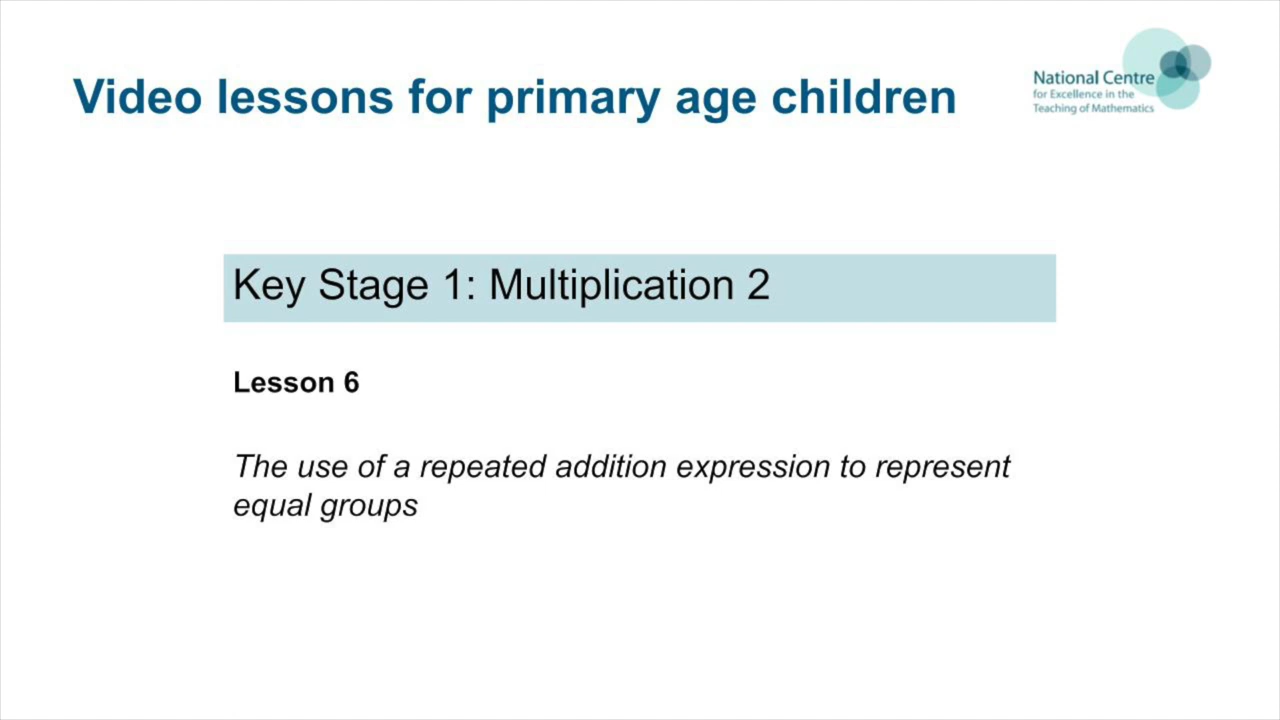 Video lessons for primary age children
National Centre
for Excellence in the
Teaching of Mathematics
Key Stage 1: Multiplication 2
Lesson 6
The use of a repeated addition expression to represent
equal groups